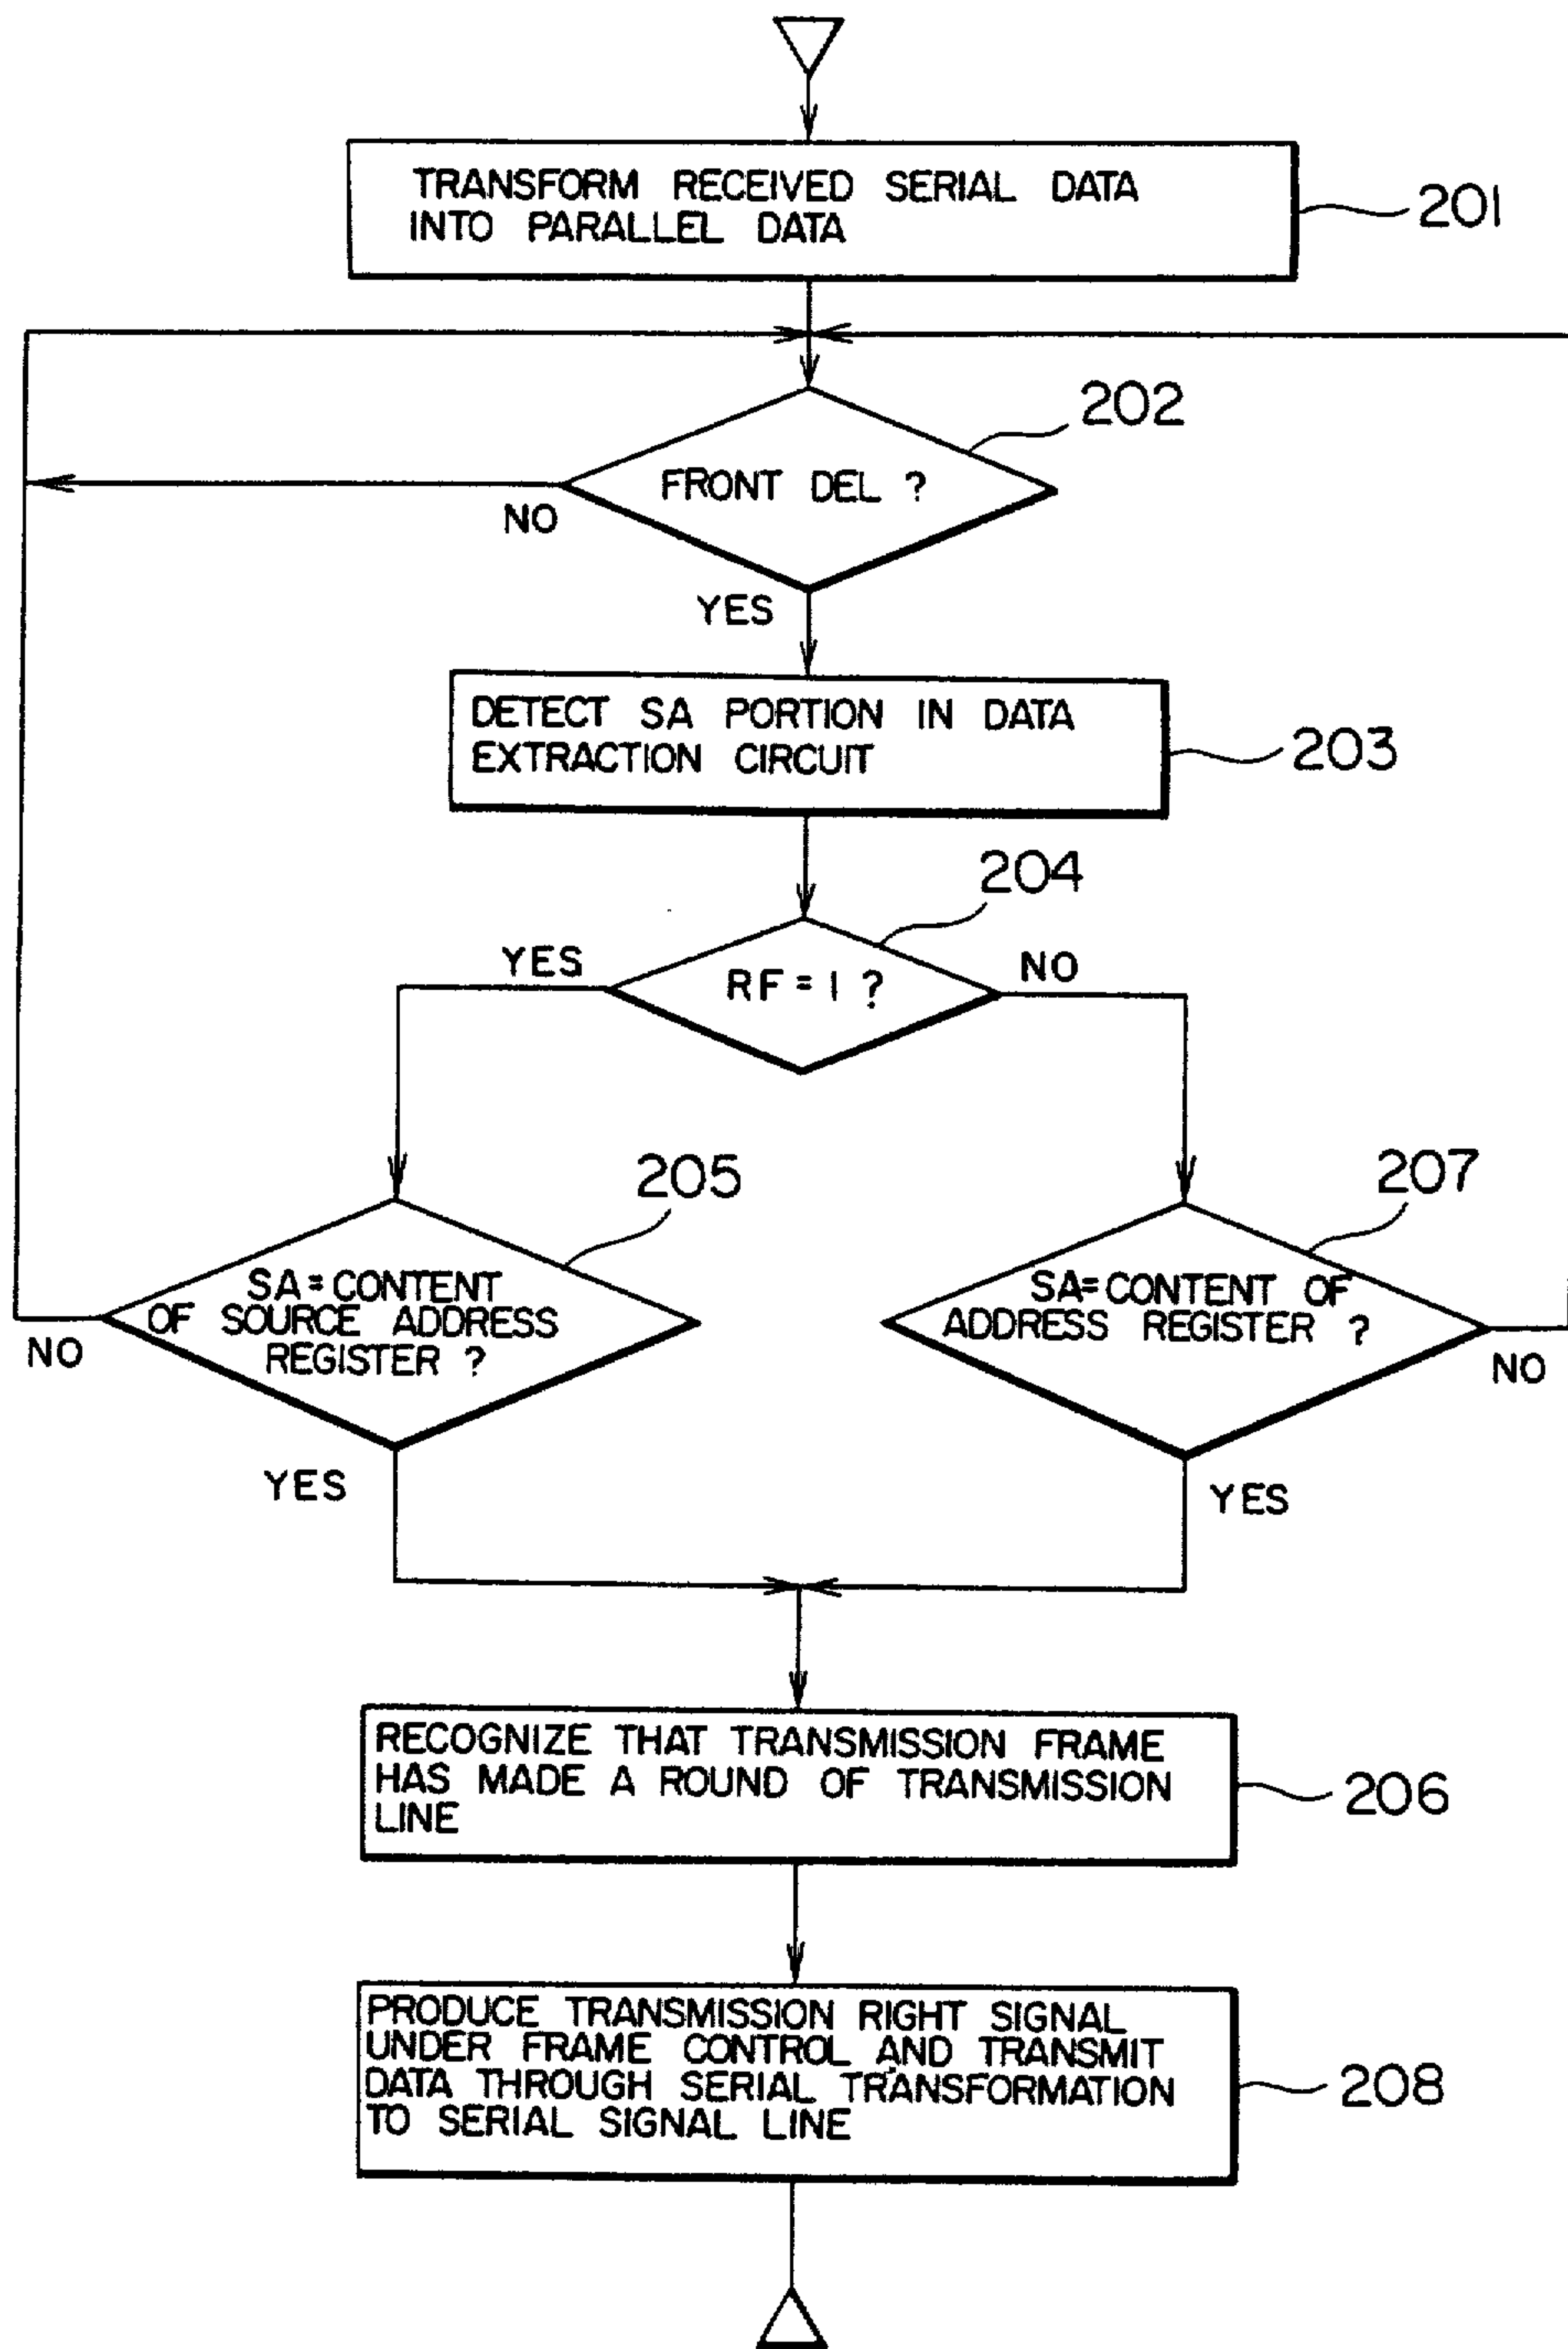 TRANSFORM RECEIVED SERIAL DATA
INTO PARALLEL DATA
201
202
FRONT DEL ?
NO
YES
DETECT SA PORTION IN DATA
EXTRACTION CIRCUIT
203
204
YES
RF = 1 ?
NO
205
207
SA = CONTENT
OF SOURCE ADDRESS
REGISTER ?
NO
SA = CONTENT OF
ADDRESS REGISTER ?
NO
YES
YES
RECOGNIZE THAT TRANSMISSION FRAME
HAS MADE A ROUND OF TRANSMISSION
LINE
206
PRODUCE TRANSMISSION RIGHT SIGNAL
UNDER FRAME CONTROL AND TRANSMIT
DATA THROUGH SERIAL TRANSFORMATION
TO SERIAL SIGNAL LINE
208